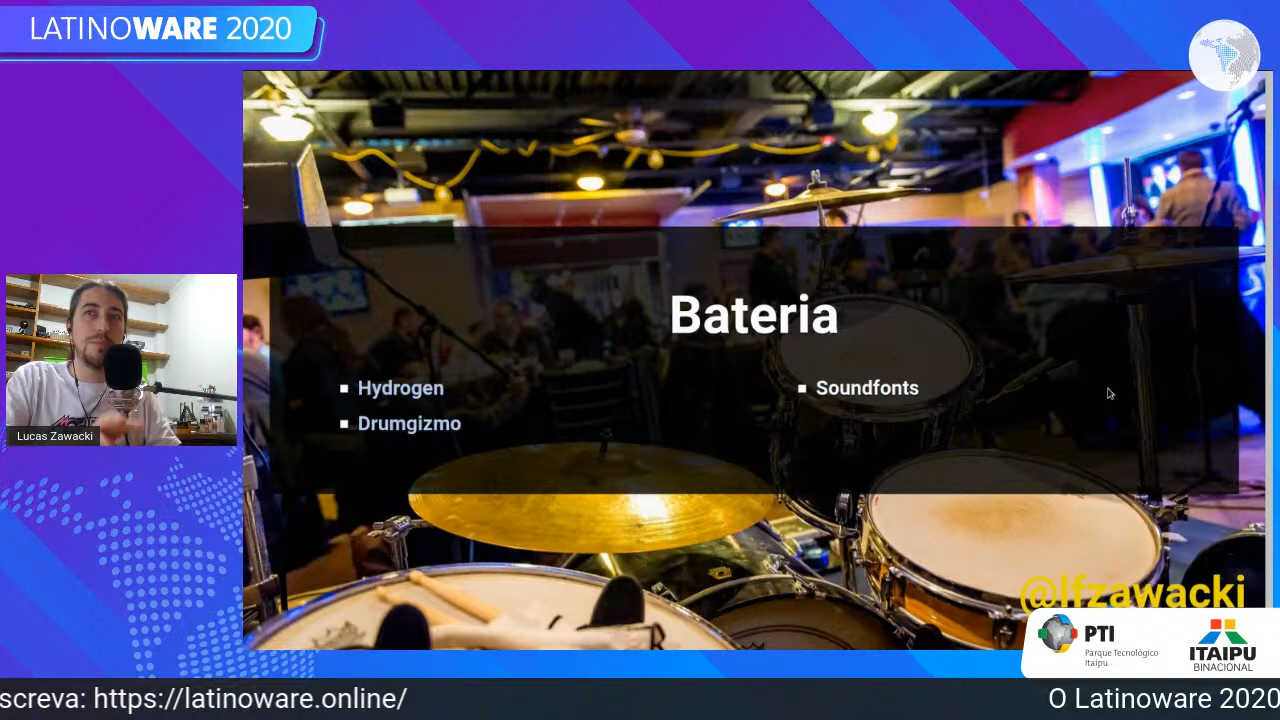 LATINOWARE 2020
Bateria
Hydrogen
Drumgizmo
Soundfonts
Lucas Zawacki
@lfzawacki
PTI
Parque Tecnológico
Itaipu
ITAIPU
BINACIONAL
screva: https://latinoware.online/
O Latinoware 2020